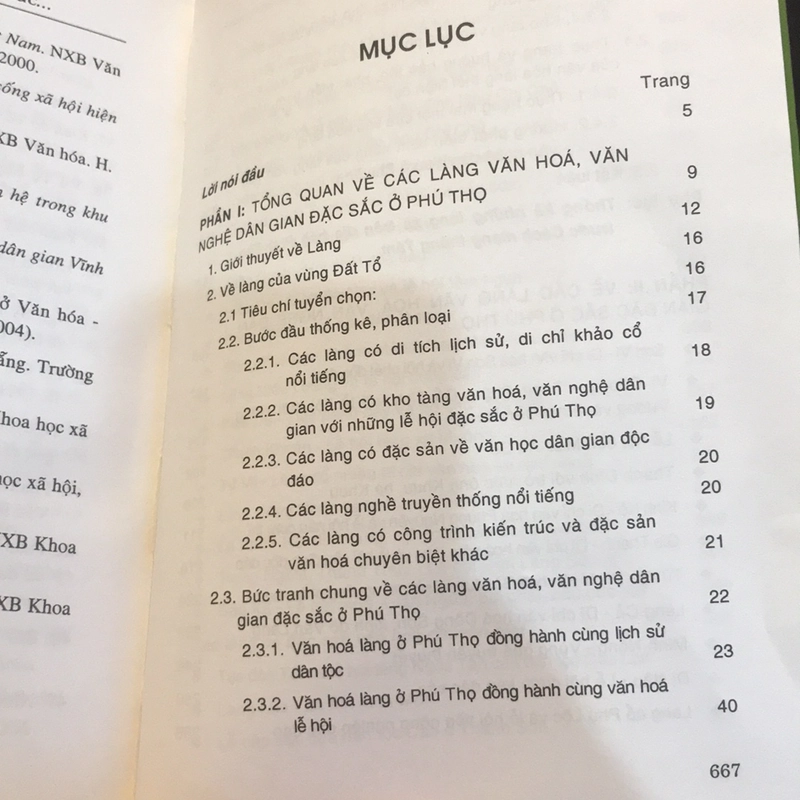 Nam. NXB Văn
2000.
ống xã hội hiện
XB Văn hóa. H.
hệ trong khu
dân gian Vĩnh
ở Văn hóa -
004).
ẵng. Trường
Khoa học xã
học xã hội,
NXB Khoa
XB Khoa
MỤC LỤC
Trang
Lời nói đầu 5
PHẦN I: TỔNG QUAN VỀ CÁC LÀNG VĂN HOÁ, VĂN
NGHỆ DÂN GIAN ĐẶC SẮC Ở PHÚ THỌ 9
1. Giới thuyết về Làng 12
2. Về làng của vùng Đất Tổ 16
2.1 Tiêu chí tuyển chọn: 16
2.2. Bước đầu thống kê, phân loại 17
2.2.1. Các làng có di tích lịch sử, di chỉ khảo cổ
nổi tiếng 18
2.2.2. Các làng có kho tàng văn hoá, văn nghệ dân
gian với những lễ hội đặc sắc ở Phú Thọ 19
2.2.3. Các làng có đặc sản về văn học dân gian độc
đáo 20
2.2.4. Các làng nghề truyền thống nổi tiếng 20
2.2.5. Các làng có công trình kiến trúc và đặc sản
văn hoá chuyên biệt khác 21
2.3. Bức tranh chung về các làng văn hoá, văn nghệ dân
gian đặc sắc ở Phú Thọ 22
2.3.1. Văn hoá làng ở Phú Thọ đồng hành cùng lịch sử
dân tộc 23
2.3.2. Văn hoá làng ở Phú Thọ đồng hành cùng văn hoá
lễ hội 40
667